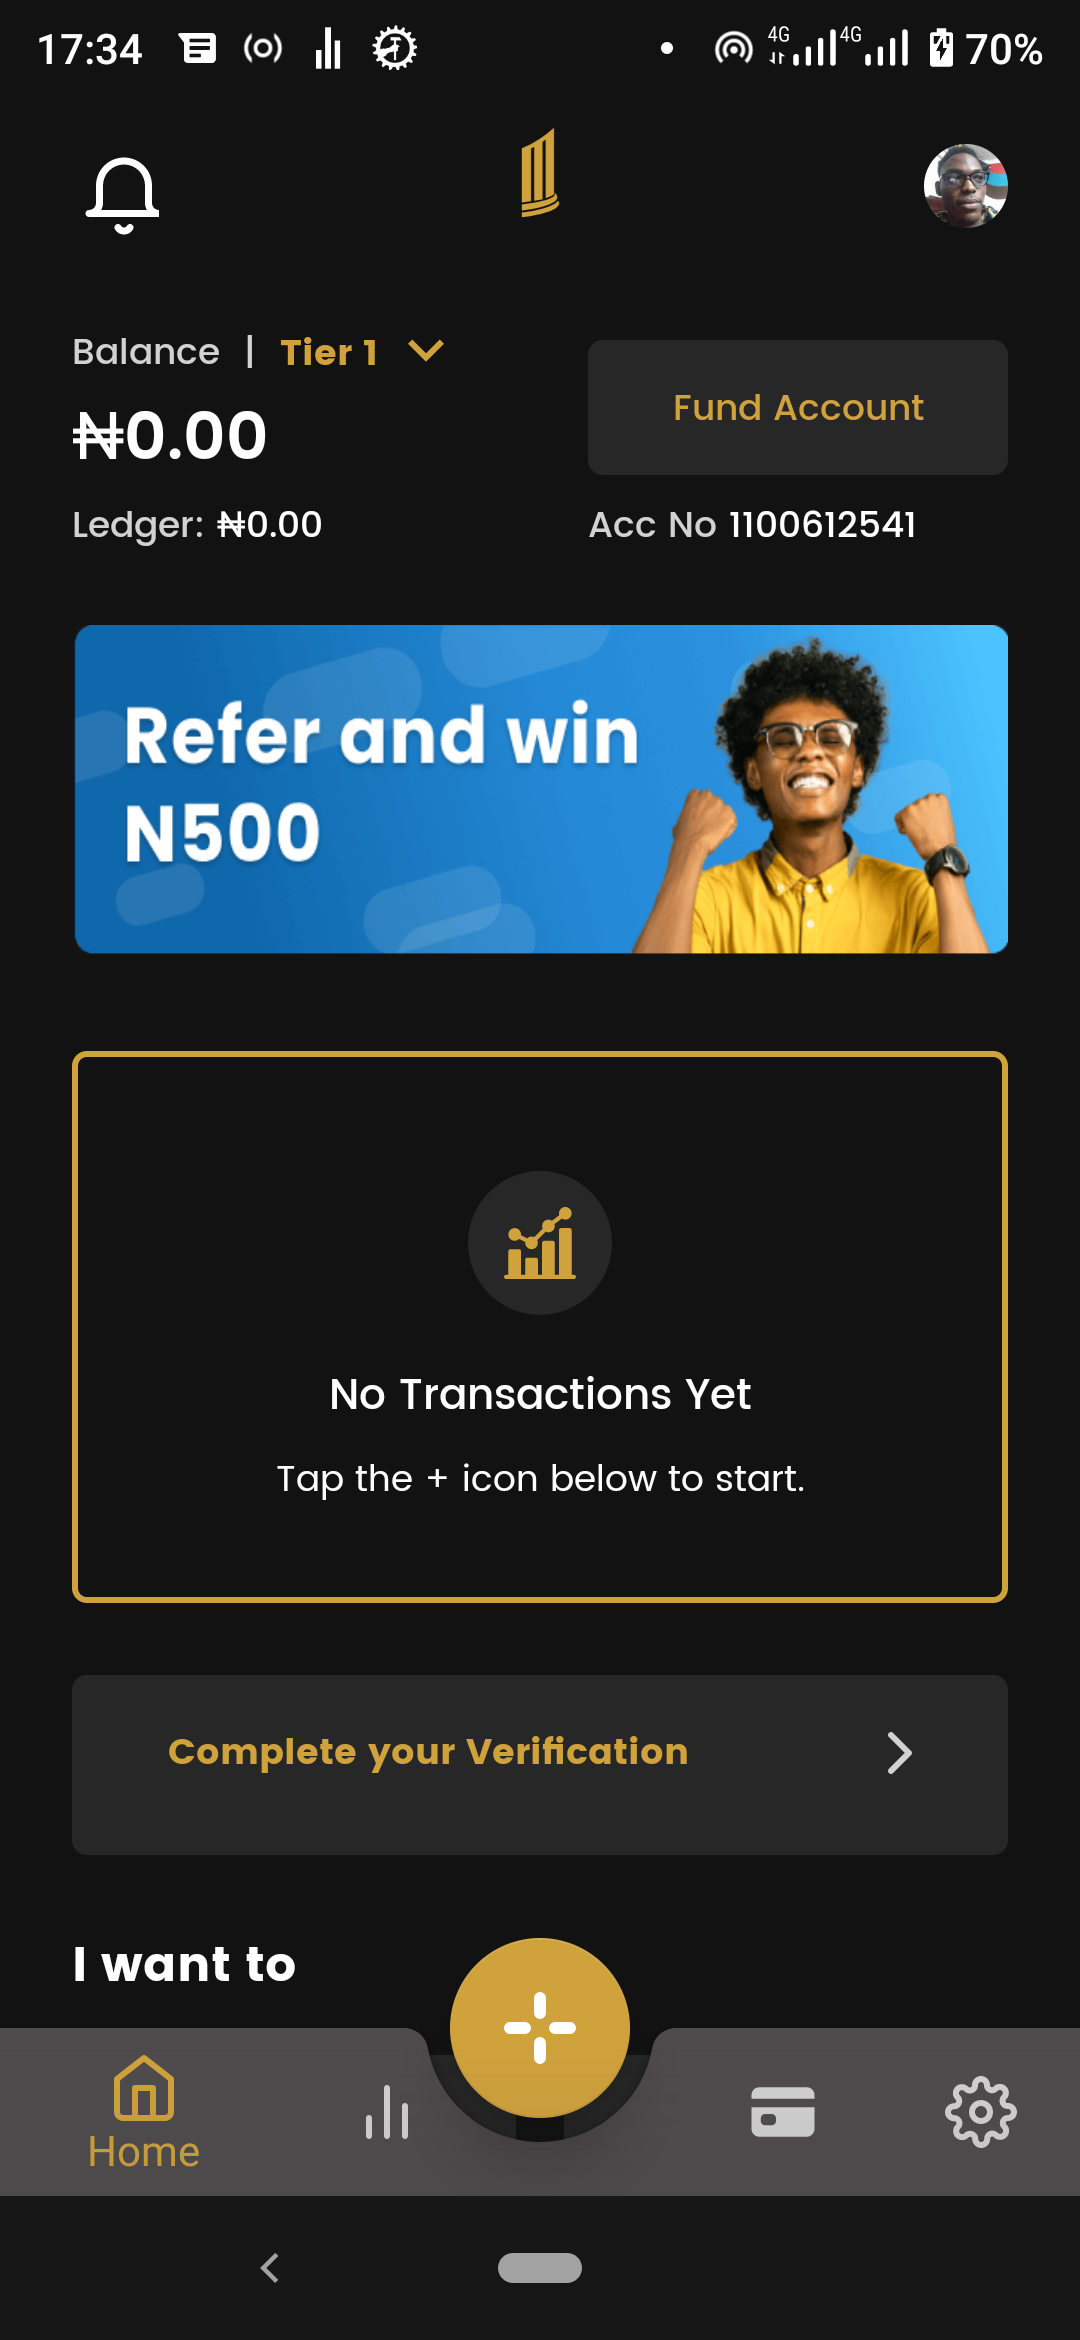 17:34
4G 4G 70%
Balance | Tier 1
₦0.00
Fund Account
Ledger: ₦0.00
Acc No 1100612541
Refer and win
N500
No Transactions Yet
Tap the + icon below to start.
Complete your Verification
I want to
Home